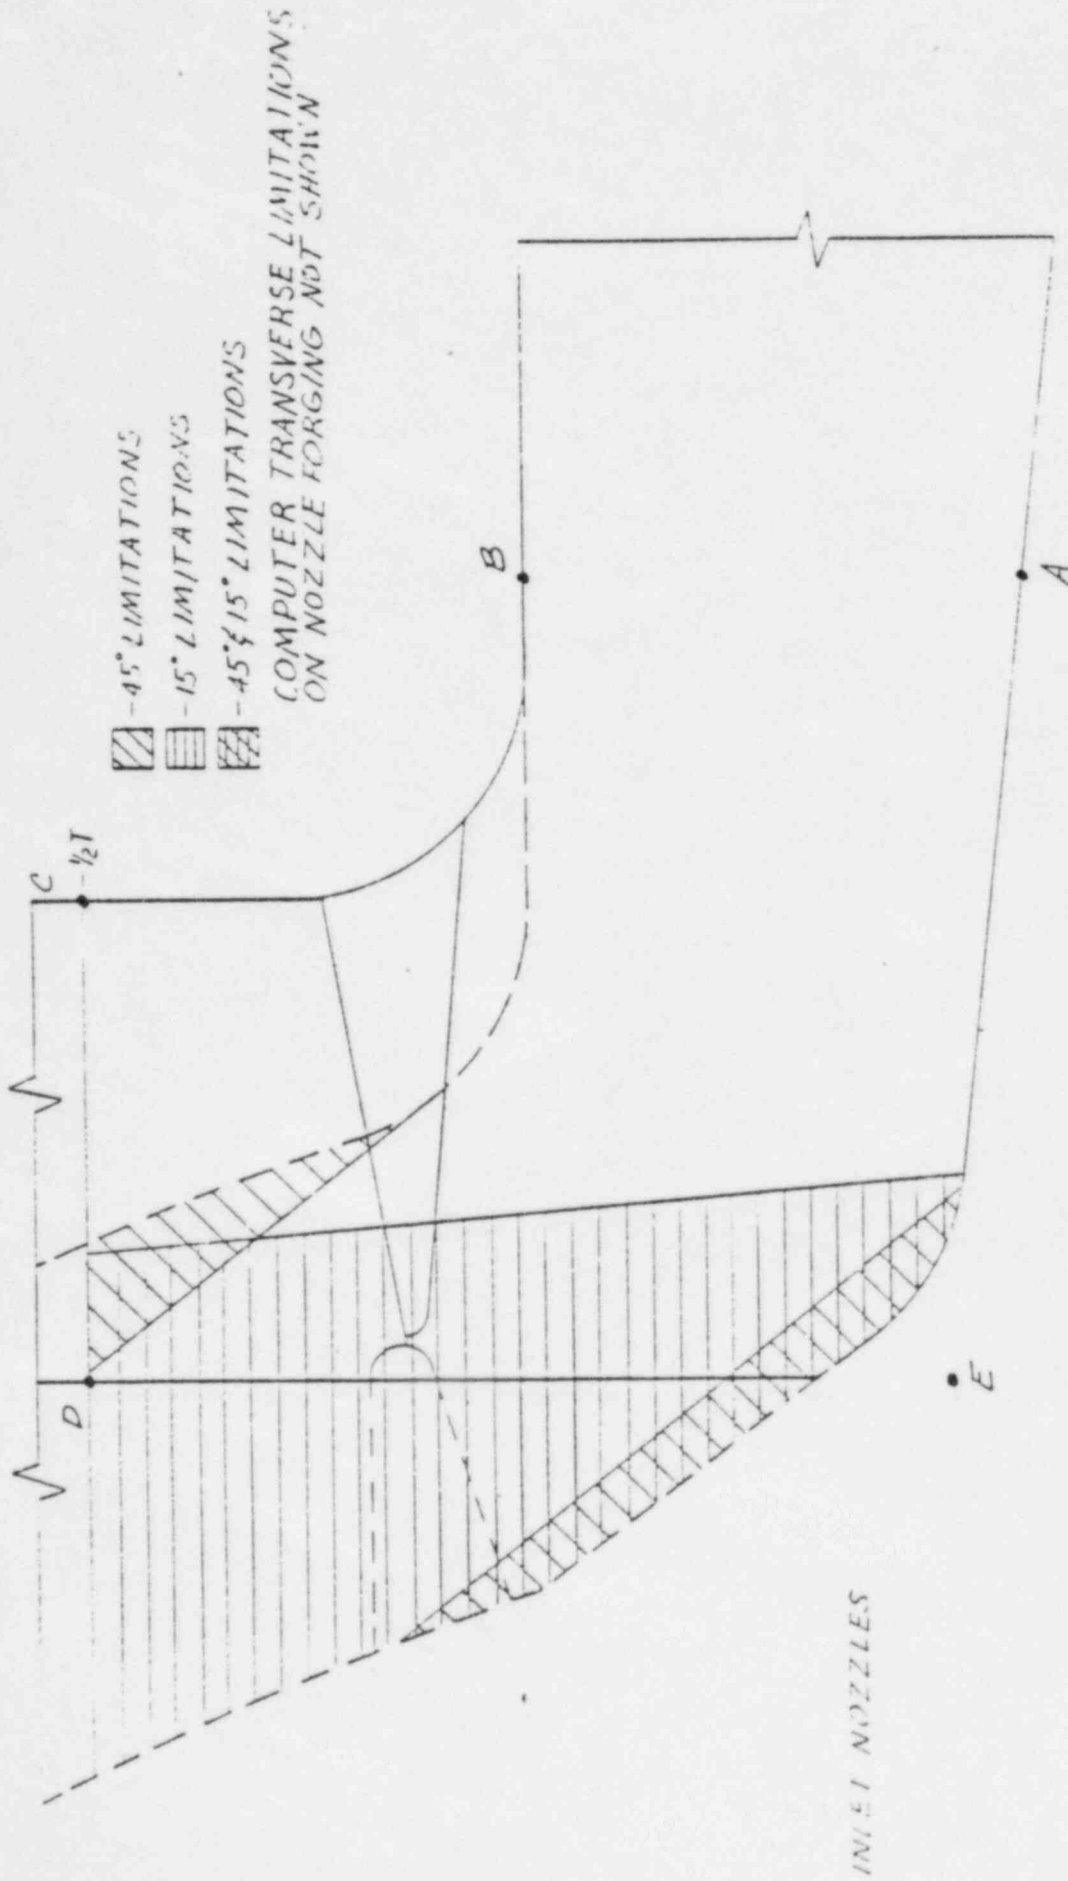 -45° LIMITATIONS
-15° LIMITATIONS
-45° & 15° LIMITATIONS
COMPUTER TRANSVERSE LIMITATIONS
ON NOZZLE FORGING NOT SHOWN
C
-½T
D
B
A
E
INLET NOZZLES